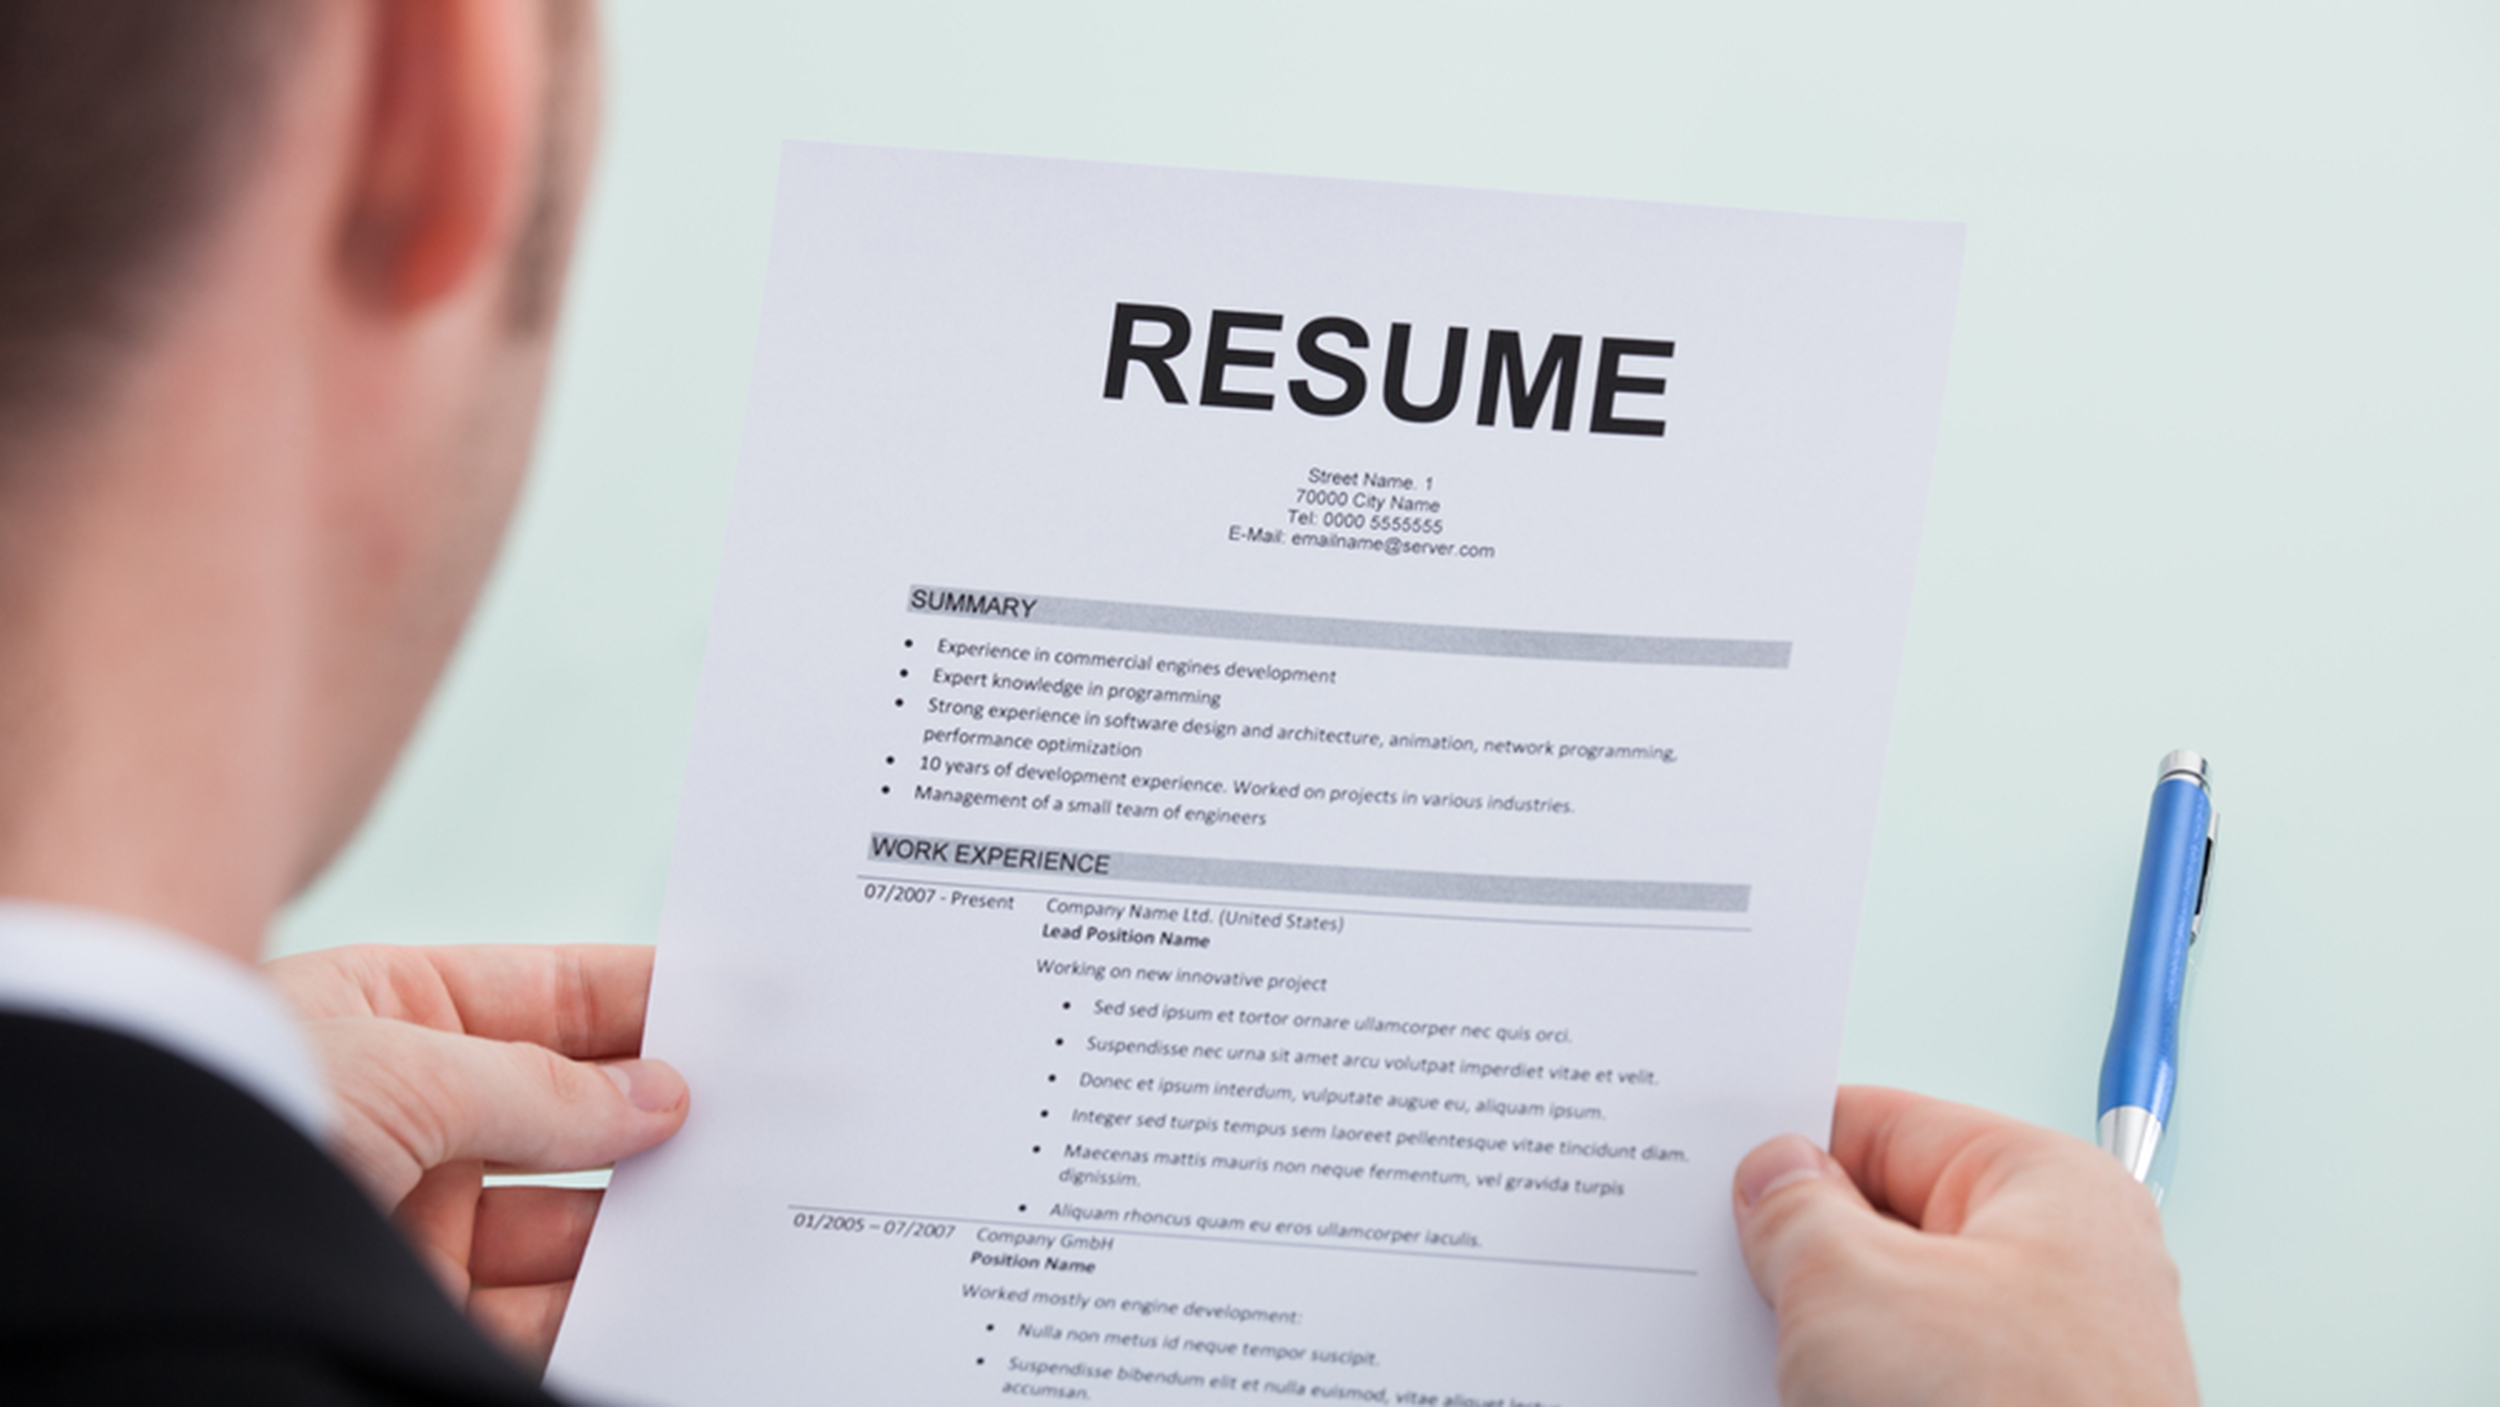 RESUME
Street Name. 1
70000 City Name
Tel: 0000 5555555
E-Mail: emailname@server.com
SUMMARY
• Experience in commercial engines development
• Expert knowledge in programming
• Strong experience in software design and architecture, animation, network programming,
performance optimization
• 10 years of development experience. Worked on projects in various industries.
• Management of a small team of engineers
WORK EXPERIENCE
07/2007 - Present Company Name Ltd. (United States)
Lead Position Name
Working on new innovative project
• Sed sed ipsum et tortor ornare ullamcorper nec quis orci.
• Suspendisse nec urna sit amet arcu volutpat imperdiet vitae et velit.
• Donec et ipsum interdum, vulputate augue eu, aliquam ipsum.
• Integer sed turpis tempus sem laoreet pellentesque vitae tincidunt diam.
• Maecenas mattis mauris non neque fermentum, vel gravida turpis
dignissim.
• Aliquam rhoncus quam eu eros ullamcorper iaculis.
01/2005 – 07/2007 Company GmbH
Position Name
Worked mostly on engine development:
• Nulla non metus id neque tempor suscipit.
• Suspendisse bibendum elit et nulla euismod, vitae aliquet
accumsan.